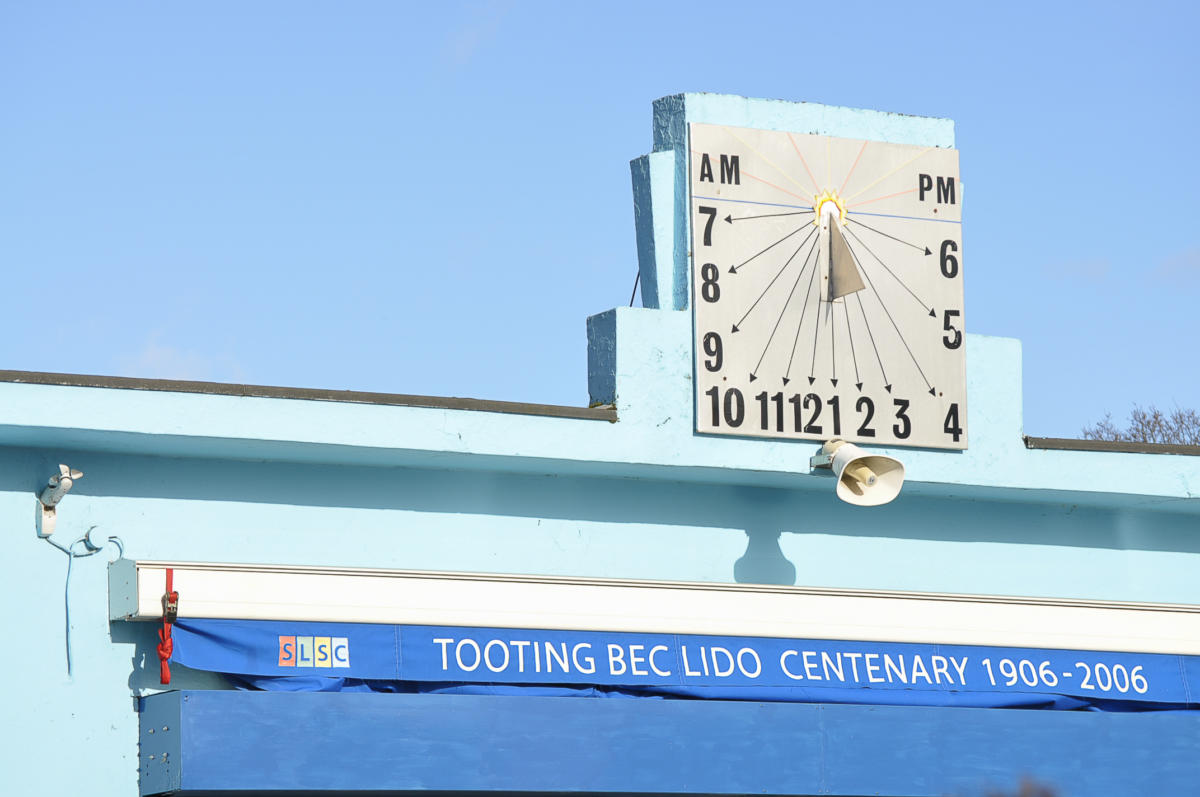 AM PM
7 6
8 5
9
10 11 12 1 2 3 4
SLSC TOOTING BEC LIDO CENTENARY 1906-2006